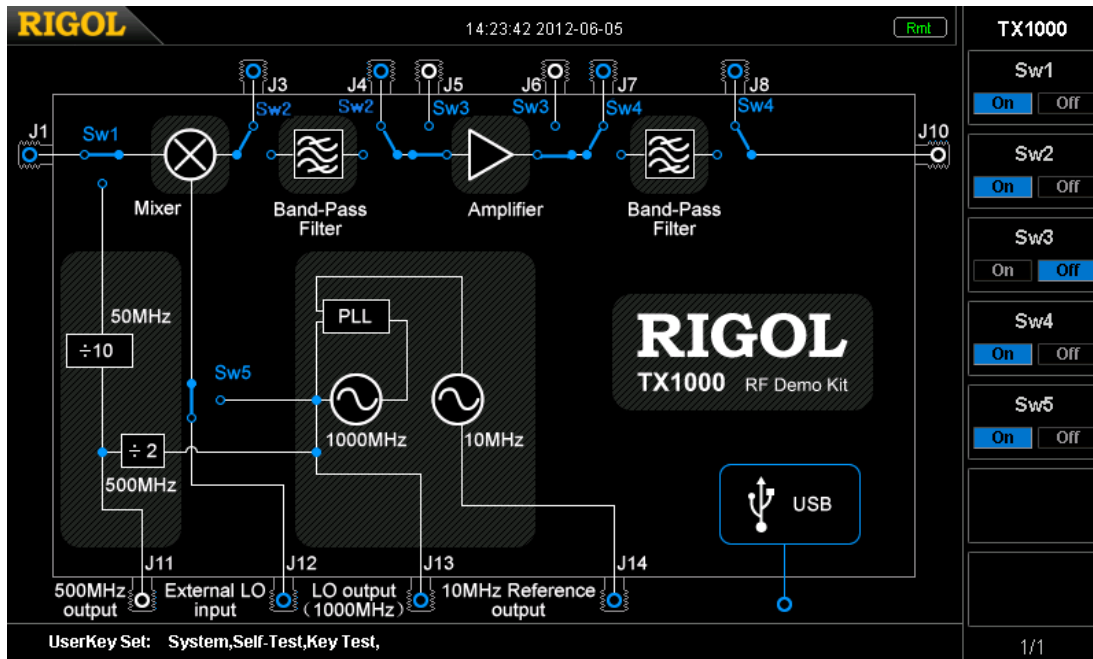 RIGOL
14:23:42 2012-06-05
Rmt
TX1000
J3
J4
J5
J6
J7
J8
Sw2
Sw2
Sw3
Sw3
Sw4
Sw4
J1
Sw1
J10
Mixer
Band-Pass
Filter
Amplifier
Band-Pass
Filter
50MHz
÷10
PLL
Sw5
1000MHz
10MHz
÷ 2
500MHz
RIGOL
TX1000 RF Demo Kit
USB
J11
J12
J13
J14
500MHz
output
External LO
input
LO output
(1000MHz)
10MHz Reference
output
UserKey Set: System,Self-Test,Key Test,
Sw1
On Off
Sw2
On Off
Sw3
On Off
Sw4
On Off
Sw5
On Off
1/1